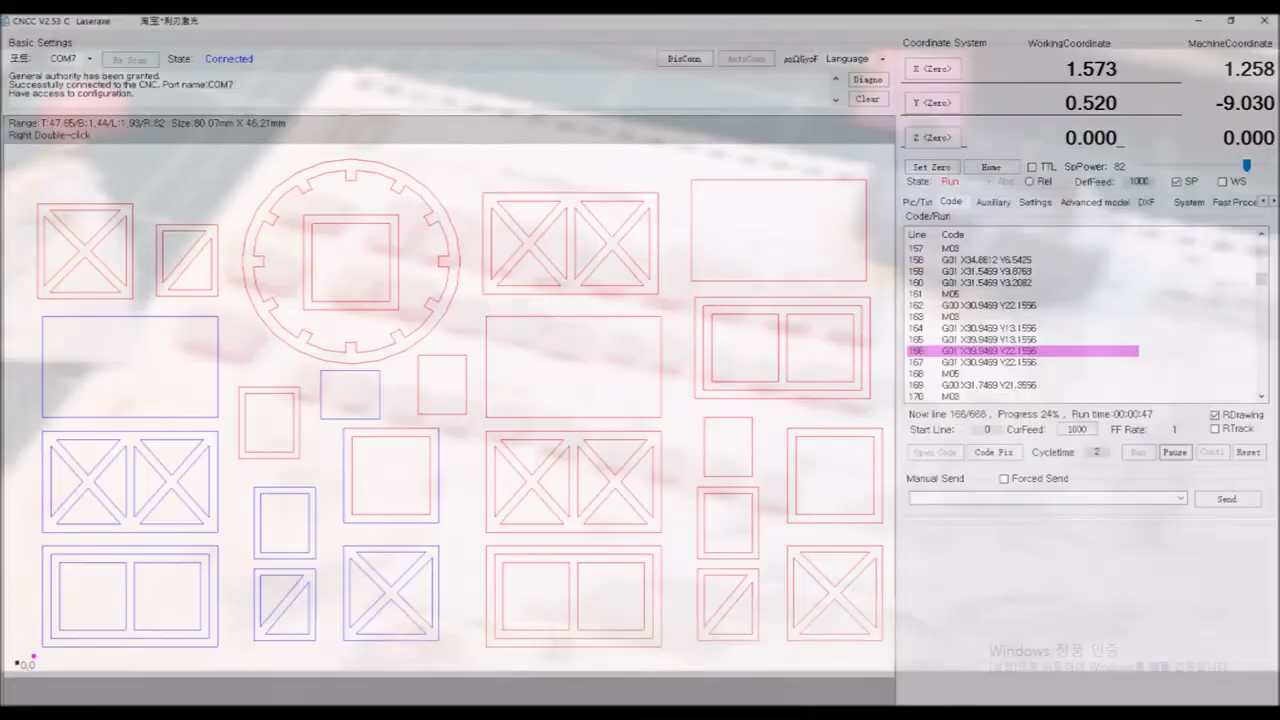 CNCC V2.53 C Laseraxe 淘宝*利刃激光
Basic Settings
포트: COM7 Re Scan State: Connected DisConn AutoConn Language
General authority has been granted.
Successfully connected to the CNC, Port name:COM7
Have access to configuration.
Diagno
Clear
Range:T:47.65/B:1.44/L:1.93/R:82 Size:80.07mm X 46.21mm
Right Double-click
0,0
Coordinate System WorkingCoordinate MachineCoordinate
X <Zero> 1.573 1.258
Y <Zero> 0.520 -9.030
Z <Zero> 0.000 0.000
Set Zero Home TTL SpPower: 82
State: Run Abs Rel DefFeed: 1000 SP WS
Pic/Txt Code Auxiliary Settings Advanced model DXF System Fast Proce
Code/Run
Line Code
157 M03
158 G01 X34.8612 Y6.5425
159 G01 X31.5469 Y9.8768
160 G01 X31.5469 Y3.2082
161 M05
162 G00 X30.9469 Y22.1556
163 M03
164 G01 X30.9469 Y13.1556
165 G01 X39.9469 Y13.1556
166 G01 X39.9469 Y22.1556
167 G01 X30.9469 Y22.1556
168 M05
169 G00 X31.7469 Y21.3556
170 M03
Now line 166/668 , Progress 24% , Run time:00:00:47 RDrawing
Start Line: 0 CurFeed: 1000 FF Rate: 1 RTrack
Open Code Code Fix Cycletime 2 Run Pause Conti Reset
Manual Send Forced Send
Send
Windows 정품 인증